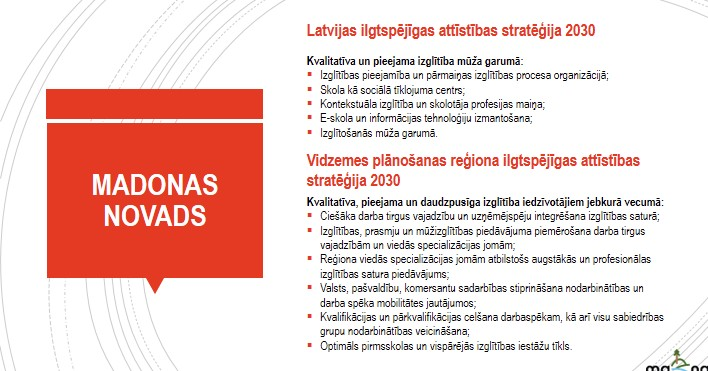 MADONAS
NOVADS
Latvijas ilgtspējīgas attīstības stratēģija 2030
Kvalitatīva un pieejama izglītība mūža garumā:
▪ Izglītības pieejamība un pārmaiņas izglītības procesa organizācijā;
▪ Skola kā sociālā tīklojuma centrs;
▪ Kontekstuāla izglītība un skolotāja profesijas maiņa;
▪ E-skola un informācijas tehnoloģiju izmantošana;
▪ Izglītošanās mūža garumā.
Vidzemes plānošanas reģiona ilgtspējīgas attīstības
stratēģija 2030
Kvalitatīva, pieejama un daudzpusīga izglītība iedzīvotājiem jebkurā vecumā:
▪ Ciešāka darba tirgus vajadzību un uzņēmējspēju integrēšana izglītības saturā;
▪ Izglītības, prasmju un mūžizglītības piedāvājuma piemērošana darba tirgus
vajadzībām un viedās specializācijas jomām;
▪ Reģiona viedās specializācijas jomām atbilstošs augstākās un profesionālas
izglītības satura piedāvājums;
▪ Valsts, pašvaldību, komersantu sadarbības stiprināšana nodarbinātības un
darba spēka mobilitātes jautājumos;
▪ Kvalifikācijas un pārkvalifikācijas celšana darbaspēkam, kā arī visu sabiedrības
grupu nodarbinātības veicināšana;
▪ Optimāls pirmsskolas un vispārējās izglītības iestāžu tīkls.